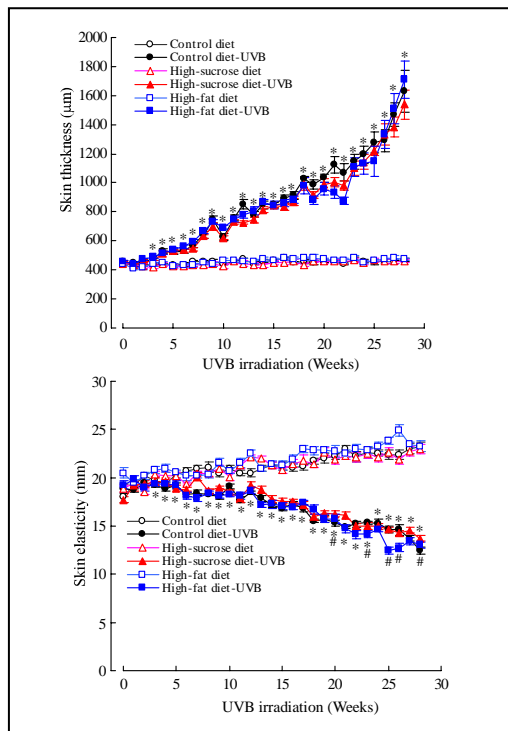 2000
1800
1600
1400
1200
1000
800
600
400
200
0
Skin thickness (μm)
Control diet
Control diet-UVB
High-sucrose diet
High-sucrose diet-UVB
High-fat diet
High-fat diet-UVB
* * * * * * * * * * * * * * * * * * * * * * * * * *
0 5 10 15 20 25 30
UVB irradiation (Weeks)
30
25
20
15
10
5
0
Skin elasticity (mm)
Control diet
Control diet-UVB
High-sucrose diet
High-sucrose diet-UVB
High-fat diet
High-fat diet-UVB
* * * * * * * * * * * * * * * * * * * * * * * * * *
# # # # #
0 5 10 15 20 25 30
UVB irradiation (Weeks)